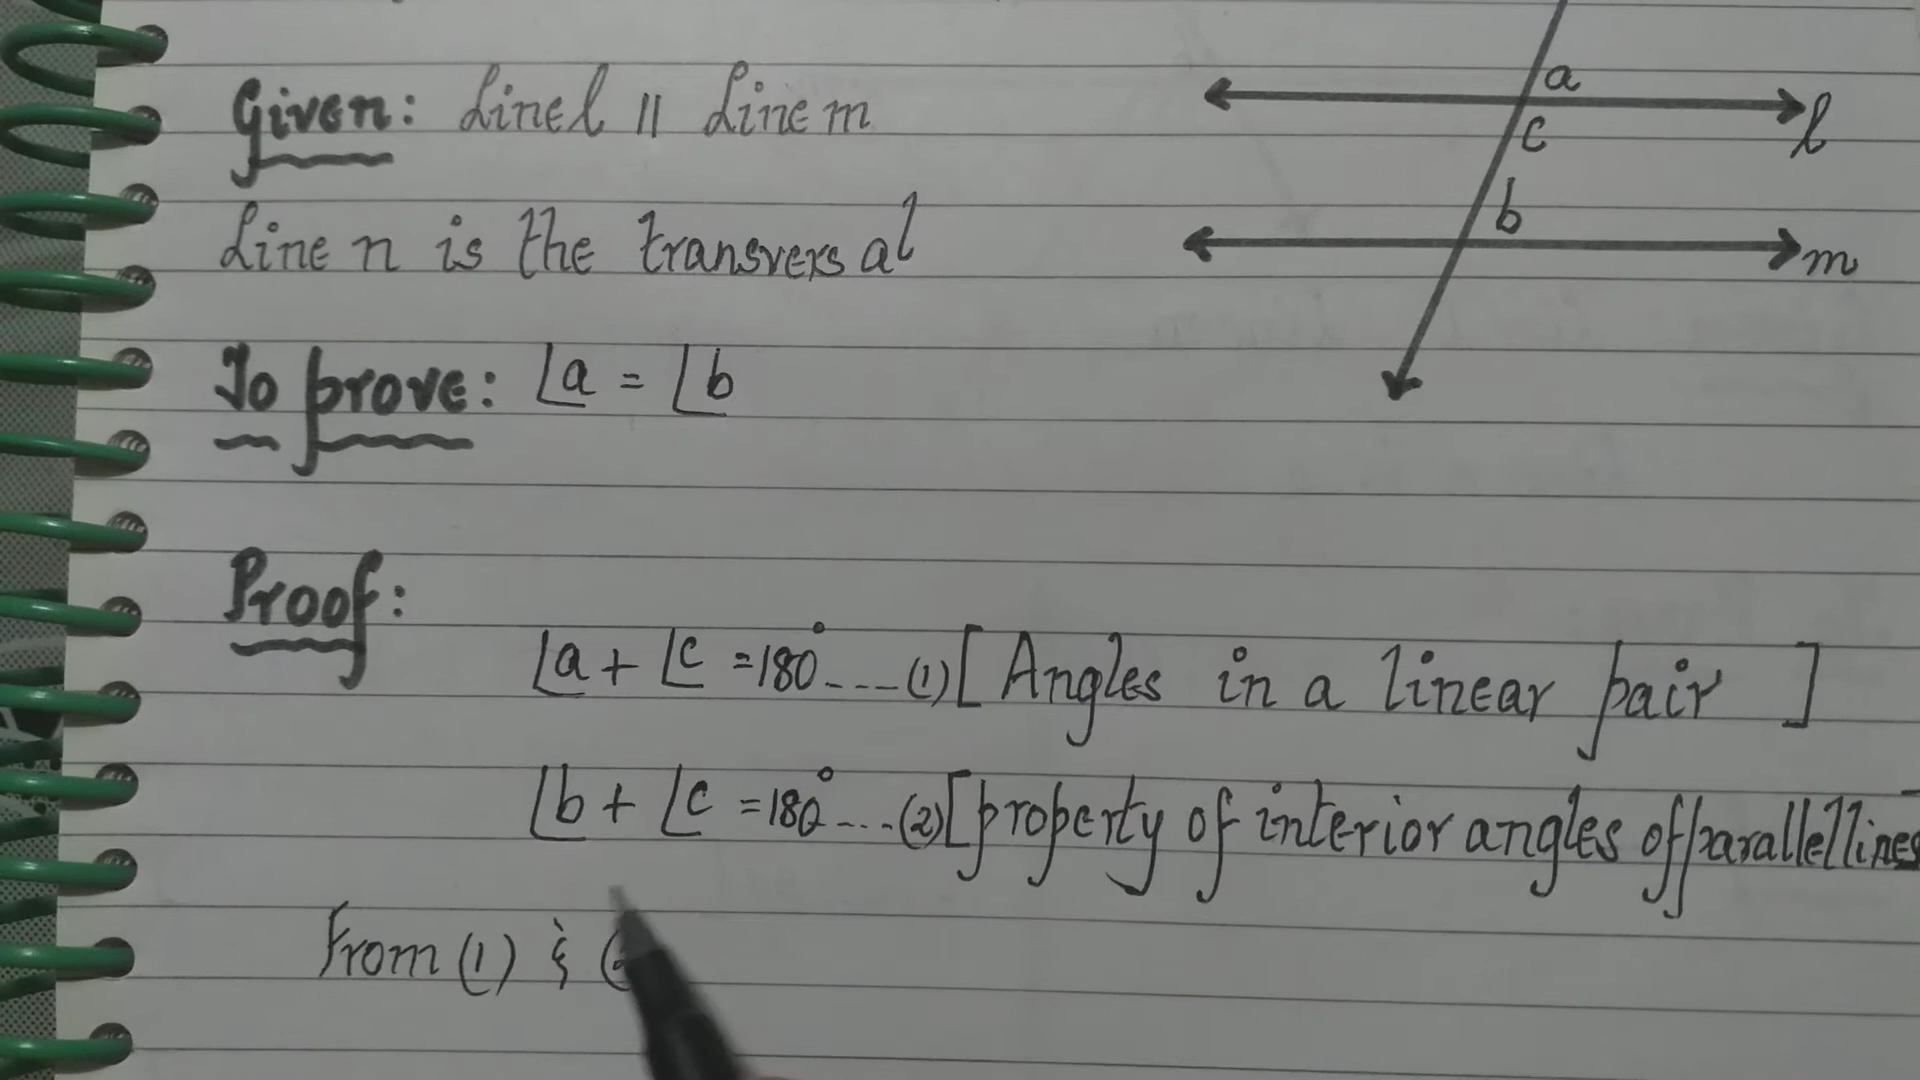 Given: Line l || Line m
Line n is the transversal
To prove: ∠a = ∠b
Proof:
∠a + ∠c = 180° ---- (1) [Angles in a linear pair]
∠b + ∠c = 180° ---- (2) [property of interior angles of parallel lines
From (1) & (
a
l
c
b
m